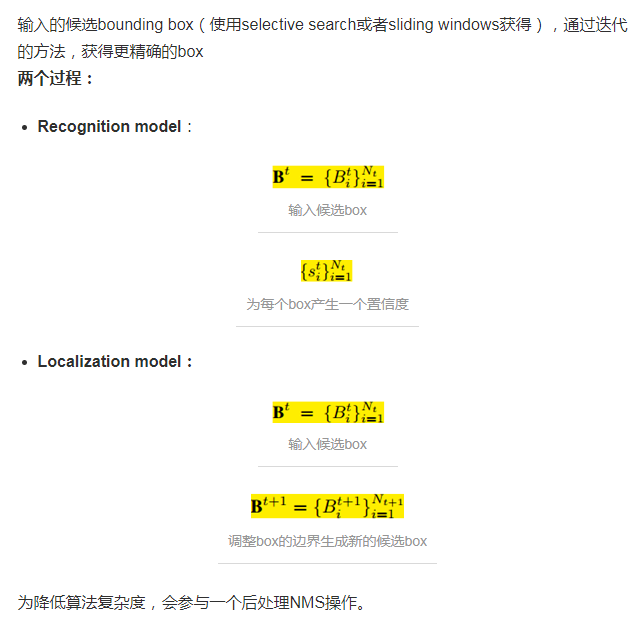 输入的候选bounding box（使用selective search或者sliding windows获得），通过迭代
的方法，获得更精确的box
两个过程：
• Recognition model：
$\mathbf{B}^t = \{B_i^t\}_{i=1}^{N_t}$
输入候选box
$\{s_i^t\}_{i=1}^{N_t}$
为每个box产生一个置信度
• Localization model：
$\mathbf{B}^t = \{B_i^t\}_{i=1}^{N_t}$
输入候选box
$\mathbf{B}^{t+1} = \{B_i^{t+1}\}_{i=1}^{N_{t+1}}$
调整box的边界生成新的候选box
为降低算法复杂度，会参与一个后处理NMS操作。